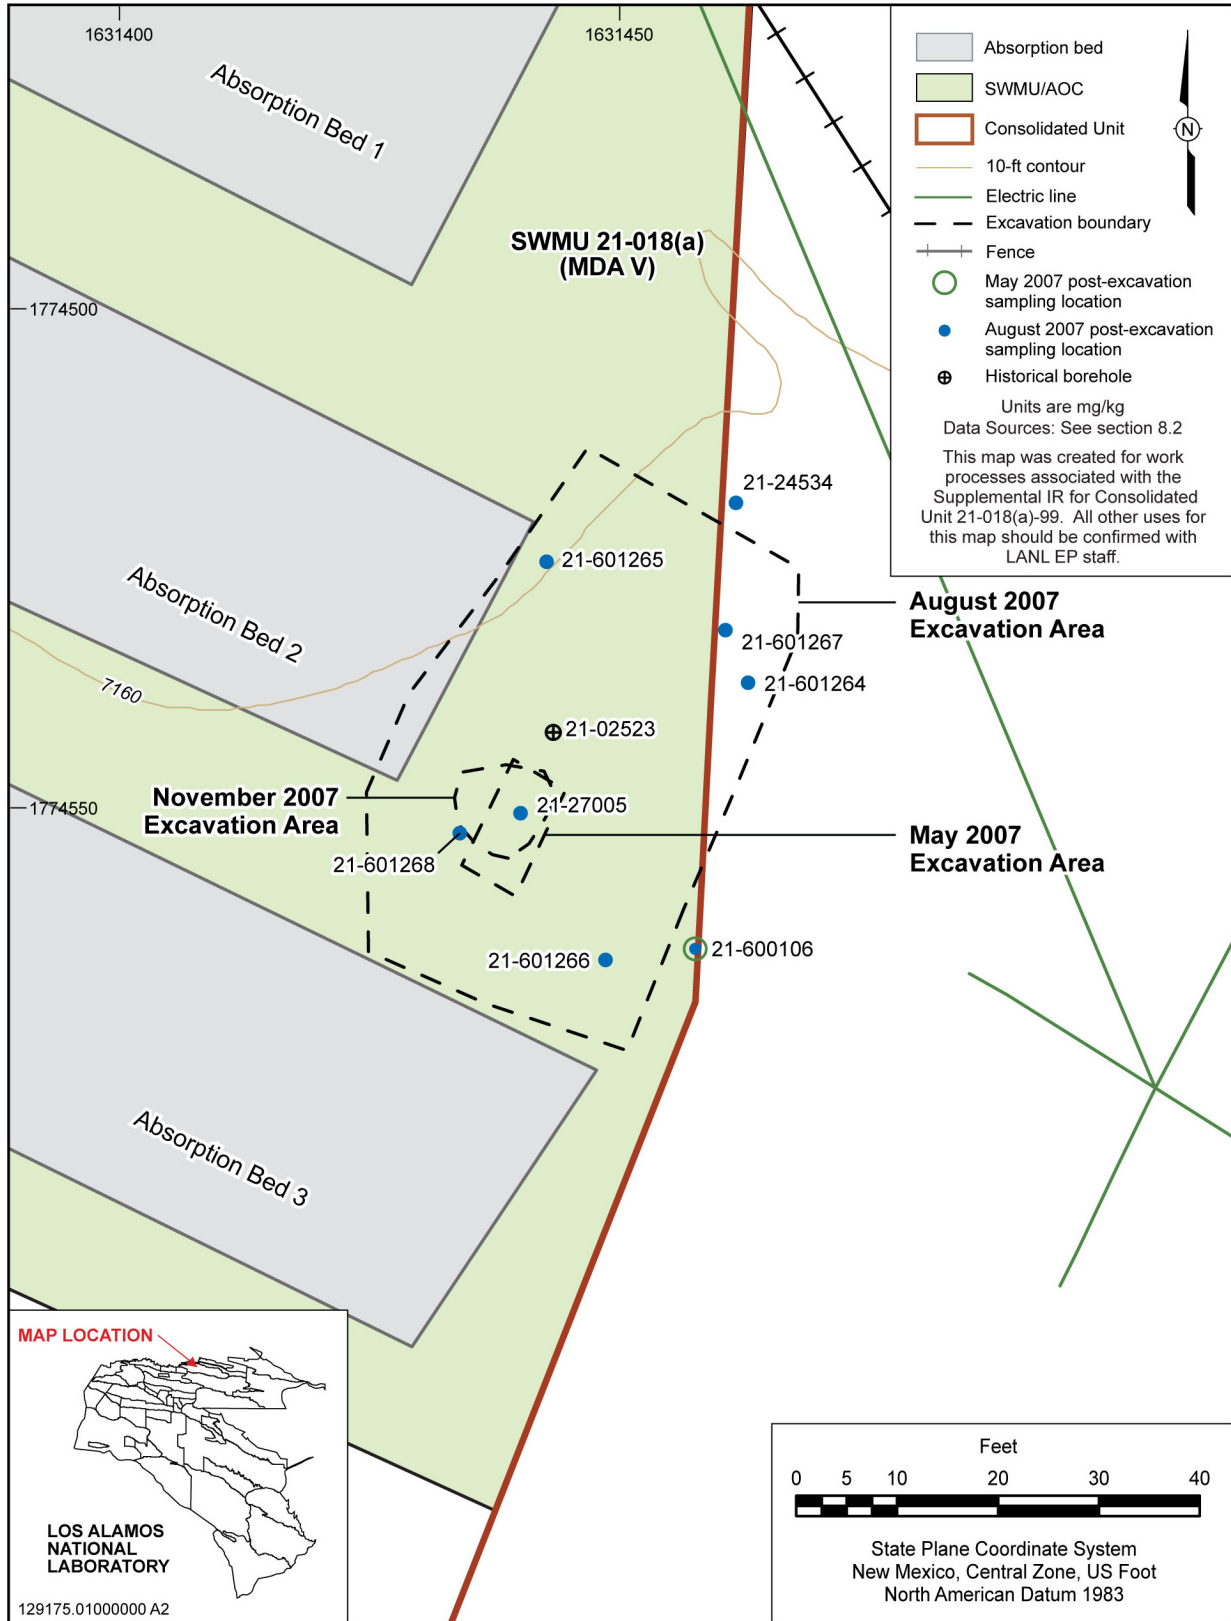 1631400
1631450
Absorption Bed 1
SWMU 21-018(a)
(MDA V)
1774500
Absorption bed
SWMU/AOC
Consolidated Unit
10-ft contour
Electric line
Excavation boundary
Fence
May 2007 post-excavation
sampling location
August 2007 post-excavation
sampling location
Historical borehole
Units are mg/kg
Data Sources: See section 8.2
This map was created for work
processes associated with the
Supplemental IR for Consolidated
Unit 21-018(a)-99. All other uses for
this map should be confirmed with
LANL EP staff.
N
21-24534
21-601265
Absorption Bed 2
August 2007
Excavation Area
21-601267
21-601264
7160
21-02523
November 2007
Excavation Area
1774550
21-27005
21-601268
May 2007
Excavation Area
21-601266
21-600106
Absorption Bed 3
MAP LOCATION
LOS ALAMOS
NATIONAL
LABORATORY
129175.01000000 A2
Feet
0 5 10 20 30 40
State Plane Coordinate System
New Mexico, Central Zone, US Foot
North American Datum 1983